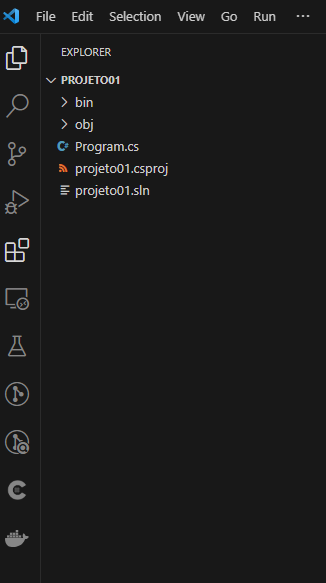 File Edit Selection View Go Run ···
EXPLORER
PROJETO01
bin
obj
Program.cs
projeto01.csproj
projeto01.sln